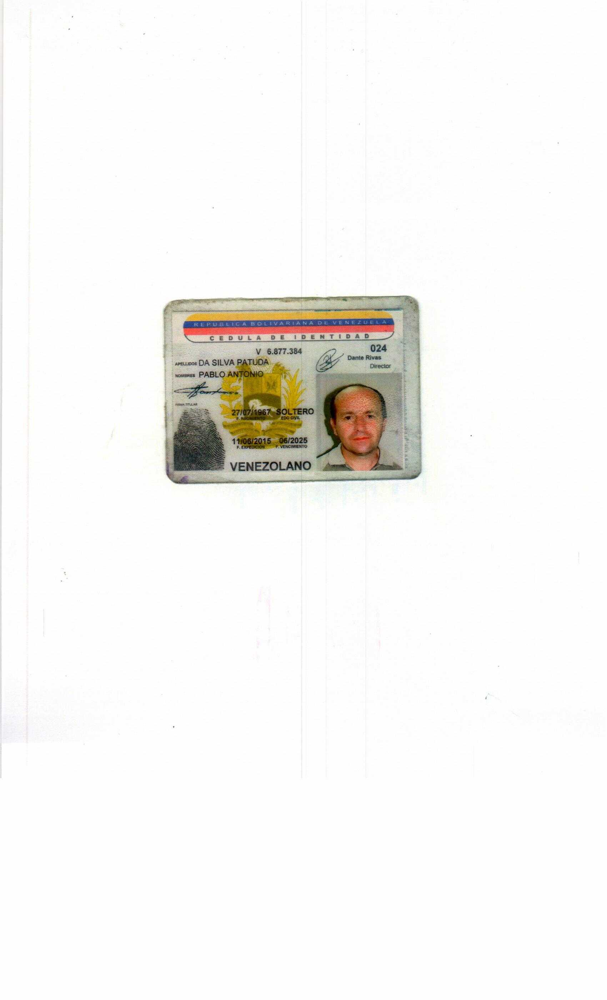 REPUBLICA BOLIVARIANA DE VENEZUELA
CEDULA DE IDENTIDAD
V 6.877.384
024
Dante Rivas
Director
APELLIDOS DA SILVA PATUDA
NOMBRES PABLO ANTONIO
FIRMA TITULAR
27/07/1967 SOLTERO
F. NACIMIENTO EDO CIVIL
11/06/2015 06/2025
F. EXPEDICION F. VENCIMIENTO
VENEZOLANO